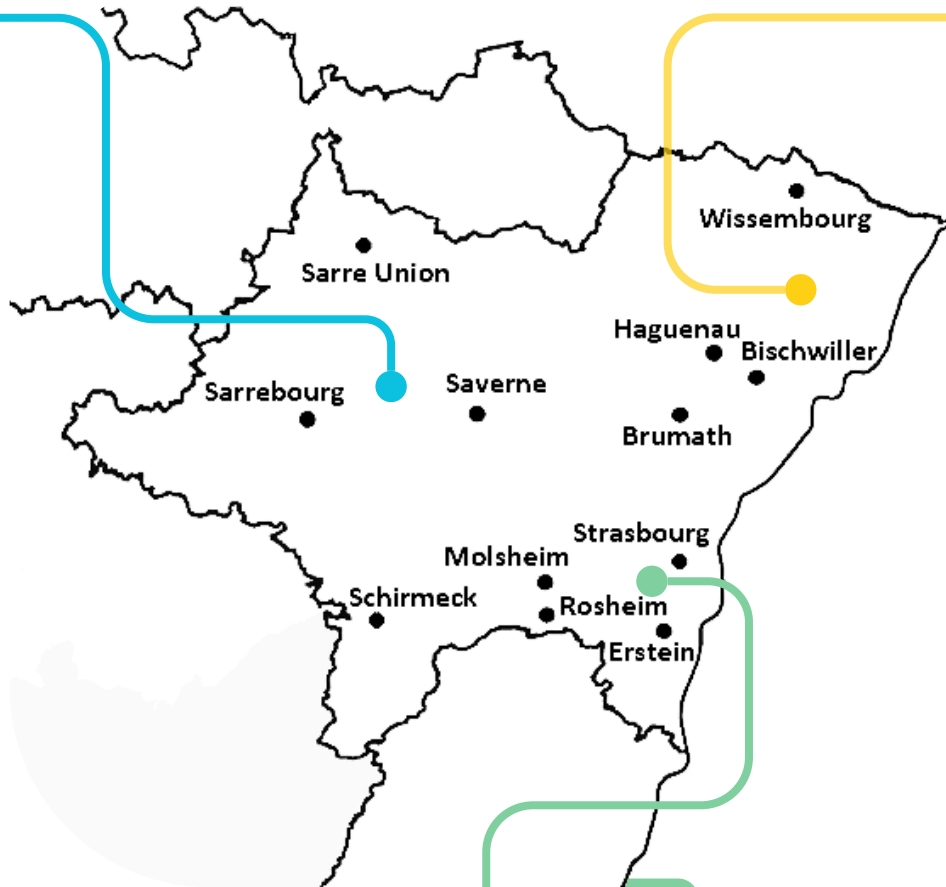 Wissembourg
Sarre Union
Haguenau
Bischwiller
Sarrebourg
Saverne
Brumath
Strasbourg
Molsheim
Schirmeck
Rosheim
Erstein